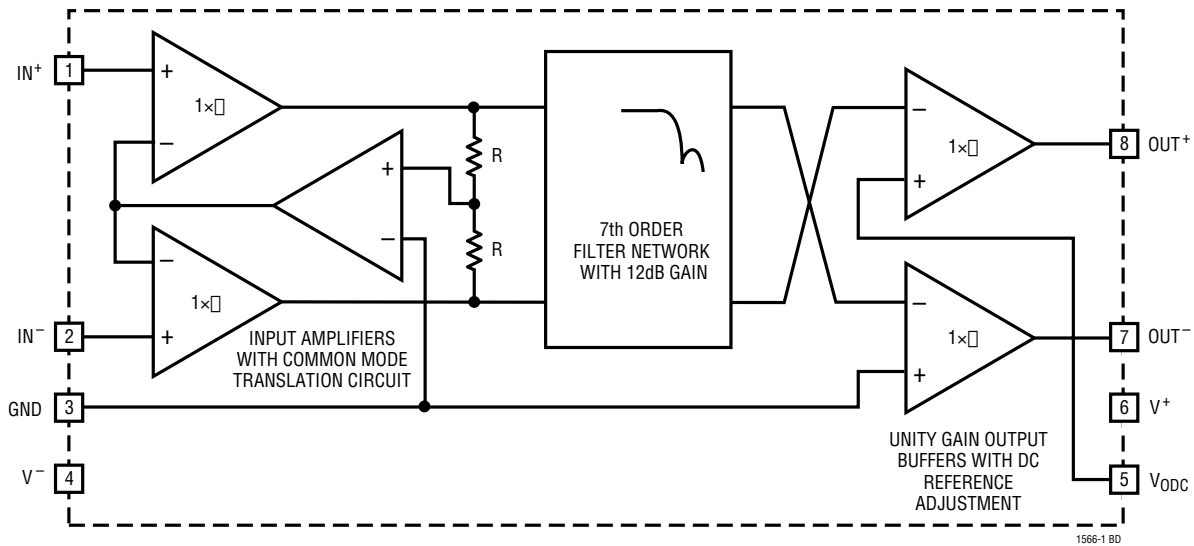 IN+
1
+
1×
−
+
−
R
R
−
1×
+
IN−
2
INPUT AMPLIFIERS
WITH COMMON MODE
TRANSLATION CIRCUIT
GND
3
V−
4
7th ORDER
FILTER NETWORK
WITH 12dB GAIN
−
1×
+
8
OUT+
−
1×
+
7
OUT−
6
V+
UNITY GAIN OUTPUT
BUFFERS WITH DC
REFERENCE
ADJUSTMENT
5
VODC
1566-1 BD